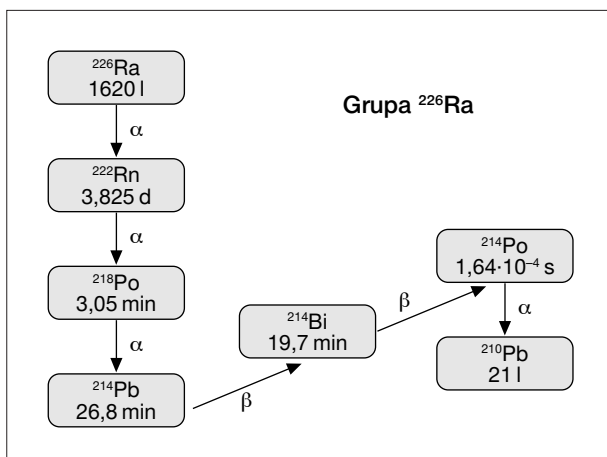 ²²⁶Ra
1620 l
α
Grupa ²²⁶Ra
²²²Rn
3,825 d
α
²¹⁸Po
3,05 min
α
²¹⁴Pb
26,8 min
β
²¹⁴Bi
19,7 min
β
²¹⁴Po
1,64·10⁻⁴ s
α
²¹⁰Pb
21 l